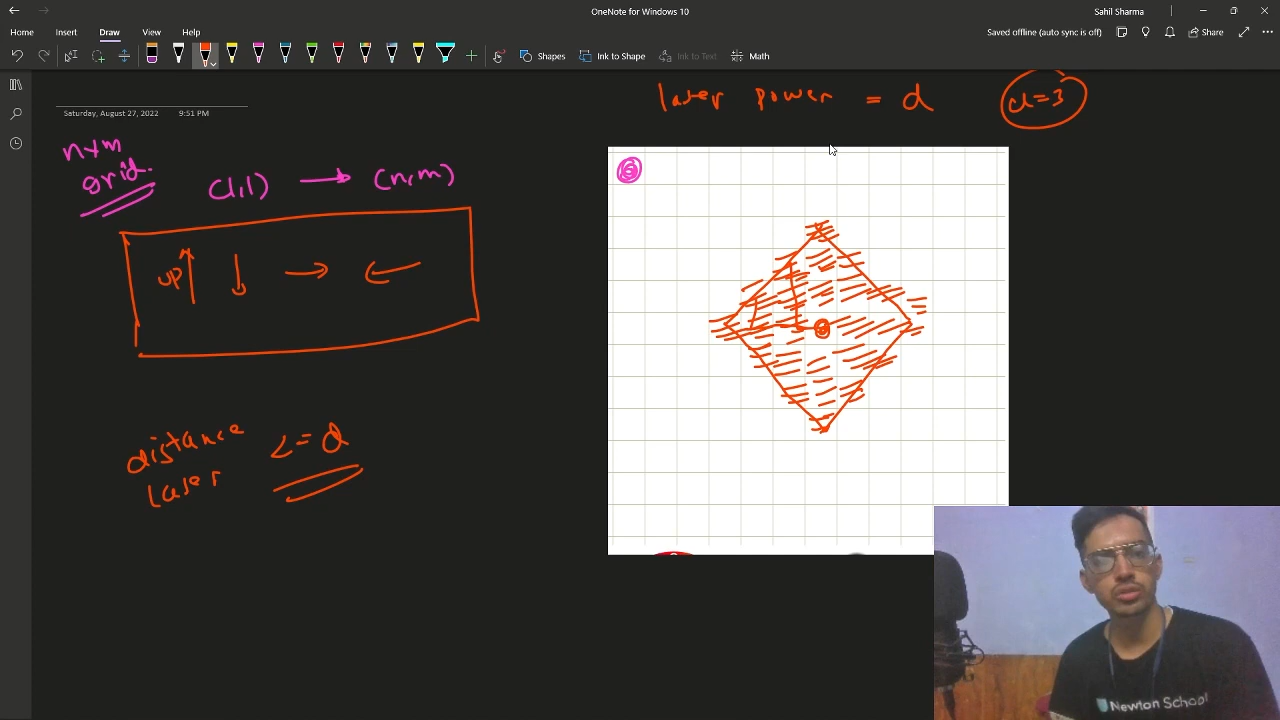 OneNote for Windows 10
Sahil Sharma
Home Insert Draw View Help
Saved offline (auto sync is off)
Share
Shapes
Ink to Shape
Ink to Text
Math
laser power = d
d=3
Saturday, August 27, 2022 9:51 PM
n×m
grid.
(1,1) → (n,m)
UP ↑ ↓ → ←
distance <= d
laser
Newton School